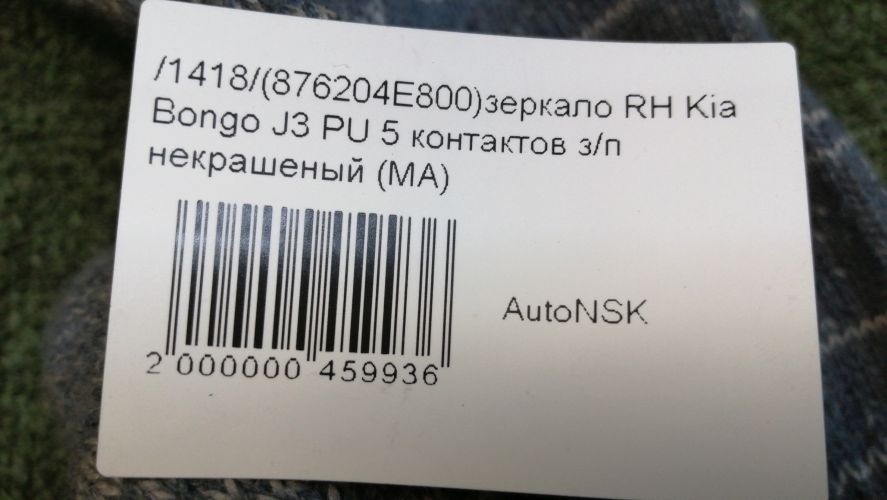 /1418/(876204E800)зеркало RH Kia
Bongo J3 PU 5 контактов з/п
некрашеный (MA)
AutoNSK
2 000000 459936